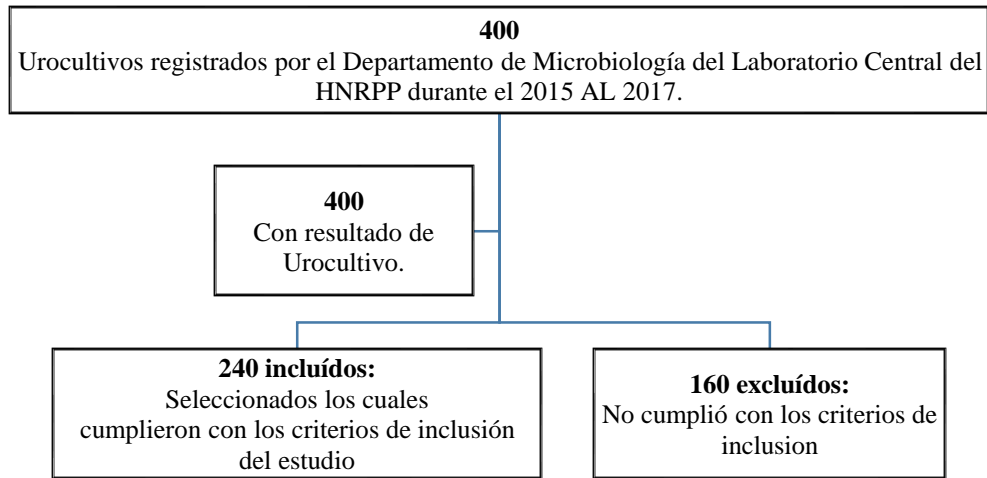 400
Urocultivos registrados por el Departamento de Microbiología del Laboratorio Central del
HNRPP durante el 2015 AL 2017.
400
Con resultado de
Urocultivo.
240 incluídos:
Seleccionados los cuales
cumplieron con los criterios de inclusión
del estudio
160 excluídos:
No cumplió con los criterios de
inclusion